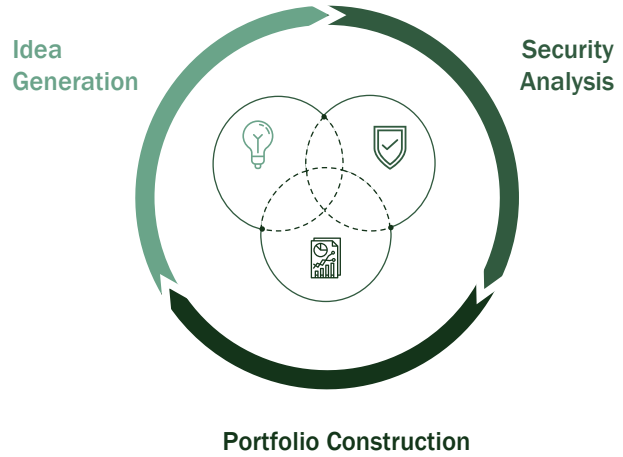 Idea
Generation
Security
Analysis
Portfolio Construction